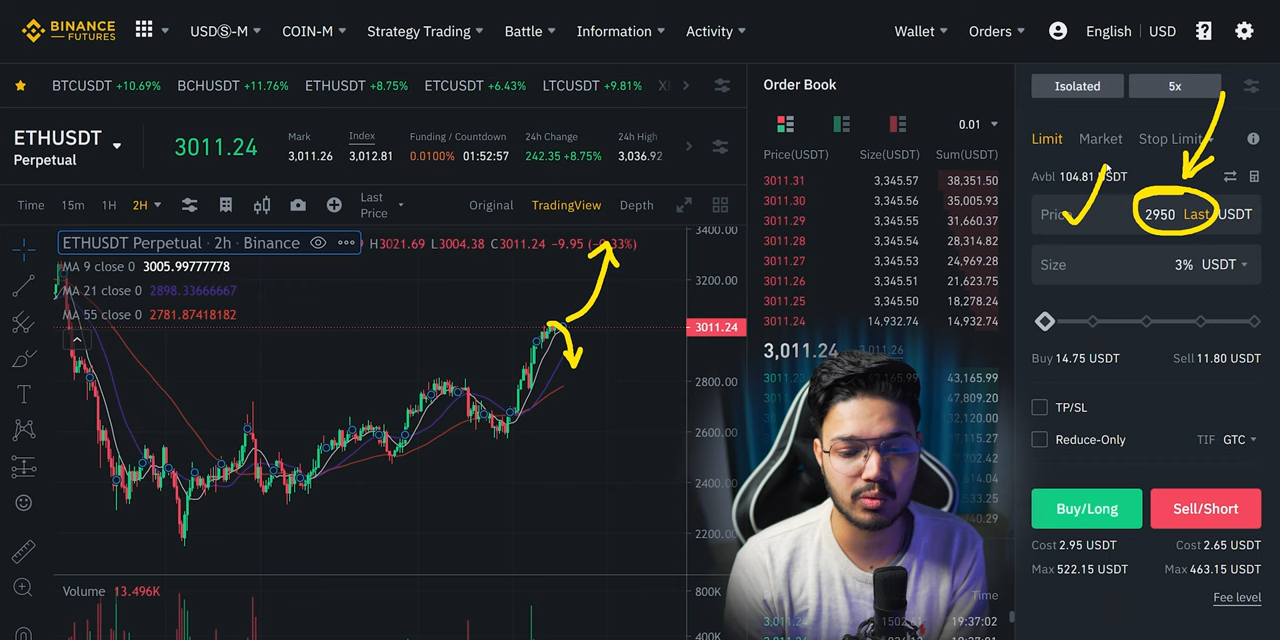 BINANCE
FUTURES
USDⓈ-M
COIN-M
Strategy Trading
Battle
Information
Activity
Wallet
Orders
English
USD
BTCUSDT +10.69%
BCHUSDT +11.76%
ETHUSDT +8.75%
ETCUSDT +6.43%
LTCUSDT +9.81%
ETHUSDT
Perpetual
3011.24
Mark
3,011.26
Index
3,012.81
Funding / Countdown
0.0100% 01:52:57
24h Change
242.35 +8.75%
24h High
3,036.92
Time
15m
1H
2H
Last
Price
Original
TradingView
Depth
ETHUSDT Perpetual · 2h · Binance
H3021.69 L3004.38 C3011.24 −9.95
MA 9 close 0 3005.99777778
MA 21 close 0 2898.33666667
MA 55 close 0 2781.87418182
3400.00
3200.00
3011.24
2800.00
2600.00
2400.00
2200.00
Volume 13.496K
800K
400K
Order Book
0.01
Price(USDT) Size(USDT) Sum(USDT)
3011.31 3,345.57 38,351.50
3011.30 3,345.56 35,005.93
3011.29 3,345.55 31,660.37
3011.28 3,345.54 28,314.82
3011.27 3,345.53 24,969.28
3011.26 3,345.51 21,623.75
3011.25 3,345.50 18,278.24
3011.24 14,932.74 14,932.74
3,011.24 3,011.26
43,165.99
47,809.20
Time
19:37:02
19:37:02
Isolated
5x
Limit
Market
Stop Limit
Avbl 104.81 USDT
Price 2950 Last USDT
Size 3% USDT
Buy 14.75 USDT
Sell 11.80 USDT
TP/SL
Reduce-Only
TIF GTC
Buy/Long
Sell/Short
Cost 2.95 USDT
Cost 2.65 USDT
Max 522.15 USDT
Max 463.15 USDT
Fee level